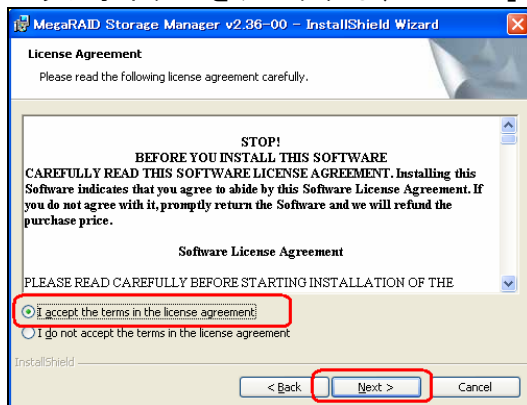 MegaRAID Storage Manager v2.36-00 - InstallShield Wizard
License Agreement
Please read the following license agreement carefully.
STOP!
BEFORE YOU INSTALL THIS SOFTWARE
CAREFULLY READ THIS SOFTWARE LICENSE AGREEMENT. Installing this
Software indicates that you agree to abide by this Software License Agreement. If
you do not agree with it, promptly return the Software and we will refund the
purchase price.
Software License Agreement
PLEASE READ CAREFULLY BEFORE STARTING INSTALLATION OF THE
I accept the terms in the license agreement
I do not accept the terms in the license agreement
InstallShield
< Back Next > Cancel